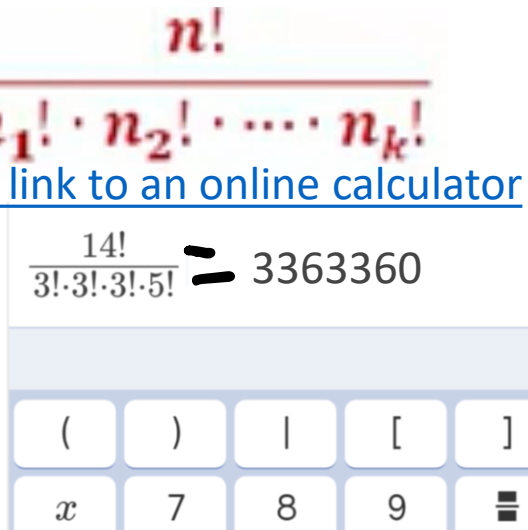 n!
1! · n2! · ···· · nk!
link to an online calculator
14!
3!·3!·3!·5! = 3363360
( ) | [ ]
x 7 8 9